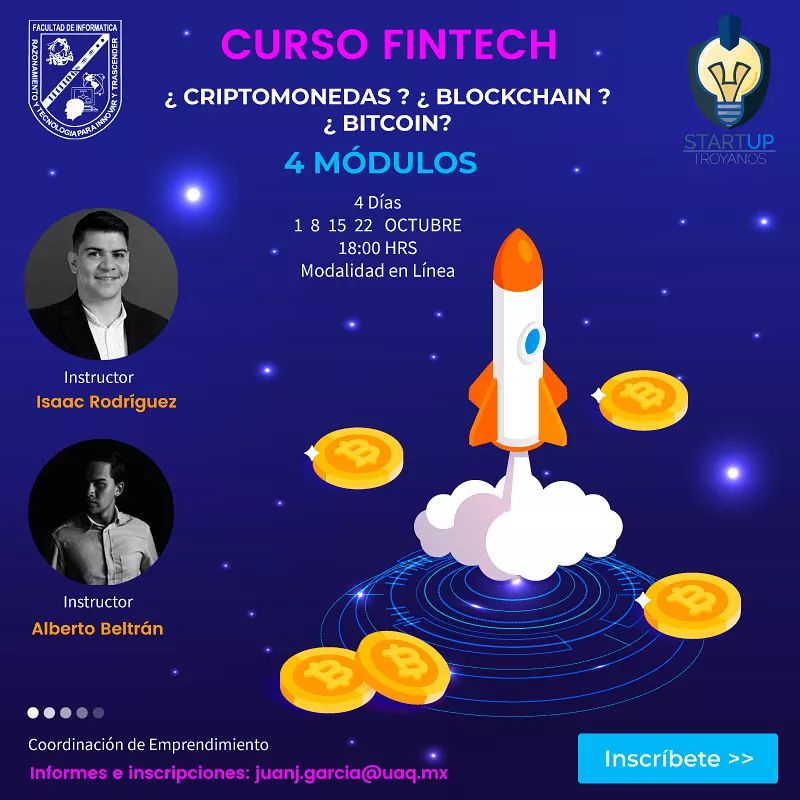 FACULTAD DE INFORMATICA
RAZONAMIENTO Y TECNOLOGIA PARA INNOVAR Y TRASCENDER
CURSO FINTECH
¿ CRIPTOMONEDAS ? ¿ BLOCKCHAIN ?
¿ BITCOIN?
4 MÓDULOS
STARTUP
TROYANOS
4 Días
1 8 15 22 OCTUBRE
18:00 HRS
Modalidad en Línea
Instructor
Isaac Rodríguez
Instructor
Alberto Beltrán
Coordinación de Emprendimiento
Informes e inscripciones: juanj.garcia@uaq.mx
Inscríbete >>